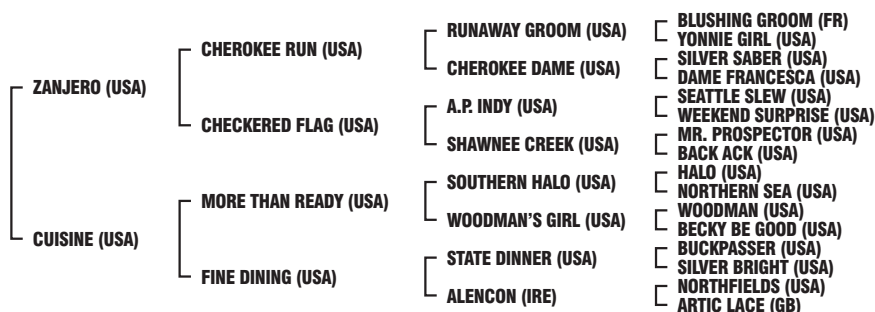 ZANJERO (USA)
CUISINE (USA)
CHEROKEE RUN (USA)
CHECKERED FLAG (USA)
MORE THAN READY (USA)
FINE DINING (USA)
RUNAWAY GROOM (USA)
CHEROKEE DAME (USA)
A.P. INDY (USA)
SHAWNEE CREEK (USA)
SOUTHERN HALO (USA)
WOODMAN'S GIRL (USA)
STATE DINNER (USA)
ALENCON (IRE)
BLUSHING GROOM (FR)
YONNIE GIRL (USA)
SILVER SABER (USA)
DAME FRANCESCA (USA)
SEATTLE SLEW (USA)
WEEKEND SURPRISE (USA)
MR. PROSPECTOR (USA)
BACK ACK (USA)
HALO (USA)
NORTHERN SEA (USA)
WOODMAN (USA)
BECKY BE GOOD (USA)
BUCKPASSER (USA)
SILVER BRIGHT (USA)
NORTHFIELDS (USA)
ARTIC LACE (GB)